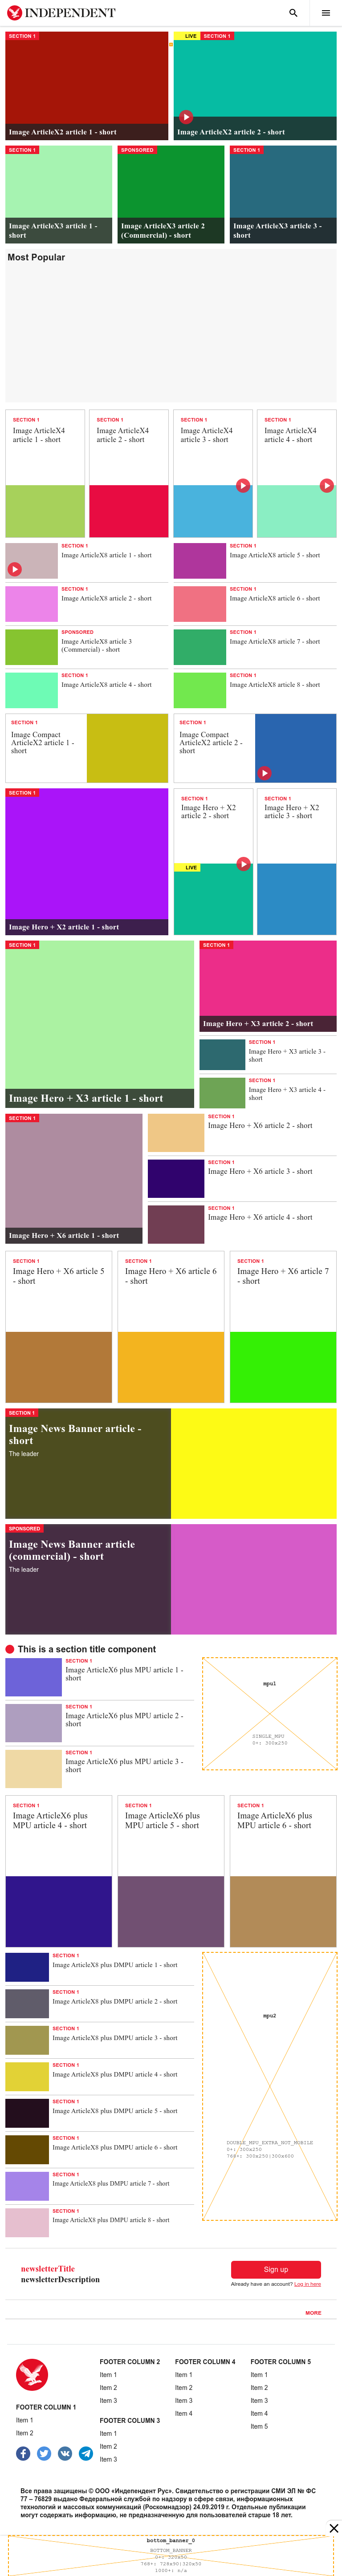 INDEPENDENT
SECTION 1
Image ArticleX2 article 1 - short
LIVE SECTION 1
Image ArticleX2 article 2 - short
SECTION 1
Image ArticleX3 article 1 -
short
SPONSORED
Image ArticleX3 article 2
(Commercial) - short
SECTION 1
Image ArticleX3 article 3 -
short
Most Popular
SECTION 1
Image ArticleX4
article 1 - short
SECTION 1
Image ArticleX4
article 2 - short
SECTION 1
Image ArticleX4
article 3 - short
SECTION 1
Image ArticleX4
article 4 - short
SECTION 1
Image ArticleX8 article 1 - short
SECTION 1
Image ArticleX8 article 5 - short
SECTION 1
Image ArticleX8 article 2 - short
SECTION 1
Image ArticleX8 article 6 - short
SPONSORED
Image ArticleX8 article 3
(Commercial) - short
SECTION 1
Image ArticleX8 article 7 - short
SECTION 1
Image ArticleX8 article 4 - short
SECTION 1
Image ArticleX8 article 8 - short
SECTION 1
Image Compact
ArticleX2 article 1 -
short
SECTION 1
Image Compact
ArticleX2 article 2 -
short
SECTION 1
Image Hero + X2 article 1 - short
SECTION 1
Image Hero + X2
article 2 - short
LIVE
SECTION 1
Image Hero + X2
article 3 - short
SECTION 1
Image Hero + X3 article 1 - short
SECTION 1
Image Hero + X3 article 2 - short
SECTION 1
Image Hero + X3 article 3 -
short
SECTION 1
Image Hero + X3 article 4 -
short
SECTION 1
Image Hero + X6 article 1 - short
SECTION 1
Image Hero + X6 article 2 - short
SECTION 1
Image Hero + X6 article 3 - short
SECTION 1
Image Hero + X6 article 4 - short
SECTION 1
Image Hero + X6 article 5
- short
SECTION 1
Image Hero + X6 article 6
- short
SECTION 1
Image Hero + X6 article 7
- short
SECTION 1
Image News Banner article -
short
The leader
SPONSORED
Image News Banner article
(commercial) - short
The leader
This is a section title component
SECTION 1
Image ArticleX6 plus MPU article 1 -
short
SECTION 1
Image ArticleX6 plus MPU article 2 -
short
SECTION 1
Image ArticleX6 plus MPU article 3 -
short
mpu1
SINGLE_MPU
0+: 300x250
SECTION 1
Image ArticleX6 plus
MPU article 4 - short
SECTION 1
Image ArticleX6 plus
MPU article 5 - short
SECTION 1
Image ArticleX6 plus
MPU article 6 - short
SECTION 1
Image ArticleX8 plus DMPU article 1 - short
SECTION 1
Image ArticleX8 plus DMPU article 2 - short
SECTION 1
Image ArticleX8 plus DMPU article 3 - short
SECTION 1
Image ArticleX8 plus DMPU article 4 - short
SECTION 1
Image ArticleX8 plus DMPU article 5 - short
SECTION 1
Image ArticleX8 plus DMPU article 6 - short
SECTION 1
Image ArticleX8 plus DMPU article 7 - short
SECTION 1
Image ArticleX8 plus DMPU article 8 - short
mpu2
DOUBLE_MPU_EXTRA_NOT_MOBILE
0+: 300x250
768+: 300x250|300x600
newsletterTitle
newsletterDescription
Sign up
Already have an account? Log in here
MORE
FOOTER COLUMN 1
Item 1
Item 2
FOOTER COLUMN 2
Item 1
Item 2
Item 3
FOOTER COLUMN 3
Item 1
Item 2
Item 3
FOOTER COLUMN 4
Item 1
Item 2
Item 3
Item 4
FOOTER COLUMN 5
Item 1
Item 2
Item 3
Item 4
Item 5
Все права защищены © ООО «Индепендент Рус». Свидетельство о регистрации СМИ ЭЛ № ФС
77 – 76829 выдано Федеральной службой по надзору в сфере связи, информационных
технологий и массовых коммуникаций (Роскомнадзор) 24.09.2019 г. Отдельные публикации
могут содержать информацию, не предназначенную для пользователей старше 18 лет.
bottom_banner_0
BOTTOM_BANNER
0+: 320x50
768+: 728x90|320x50
1000+: n/a